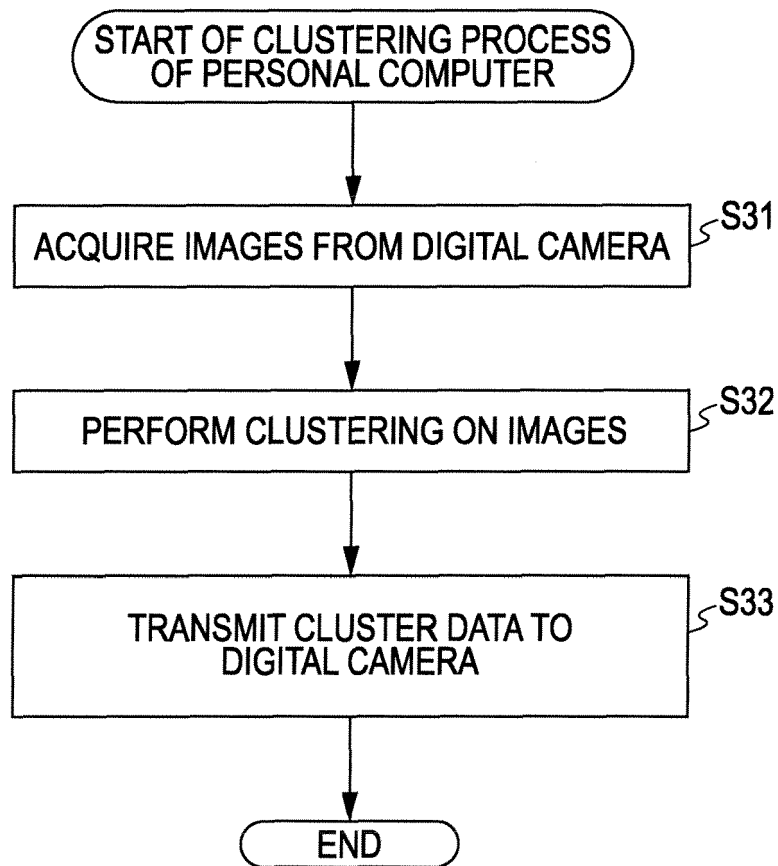 START OF CLUSTERING PROCESS
OF PERSONAL COMPUTER
S31
ACQUIRE IMAGES FROM DIGITAL CAMERA
S32
PERFORM CLUSTERING ON IMAGES
S33
TRANSMIT CLUSTER DATA TO
DIGITAL CAMERA
END